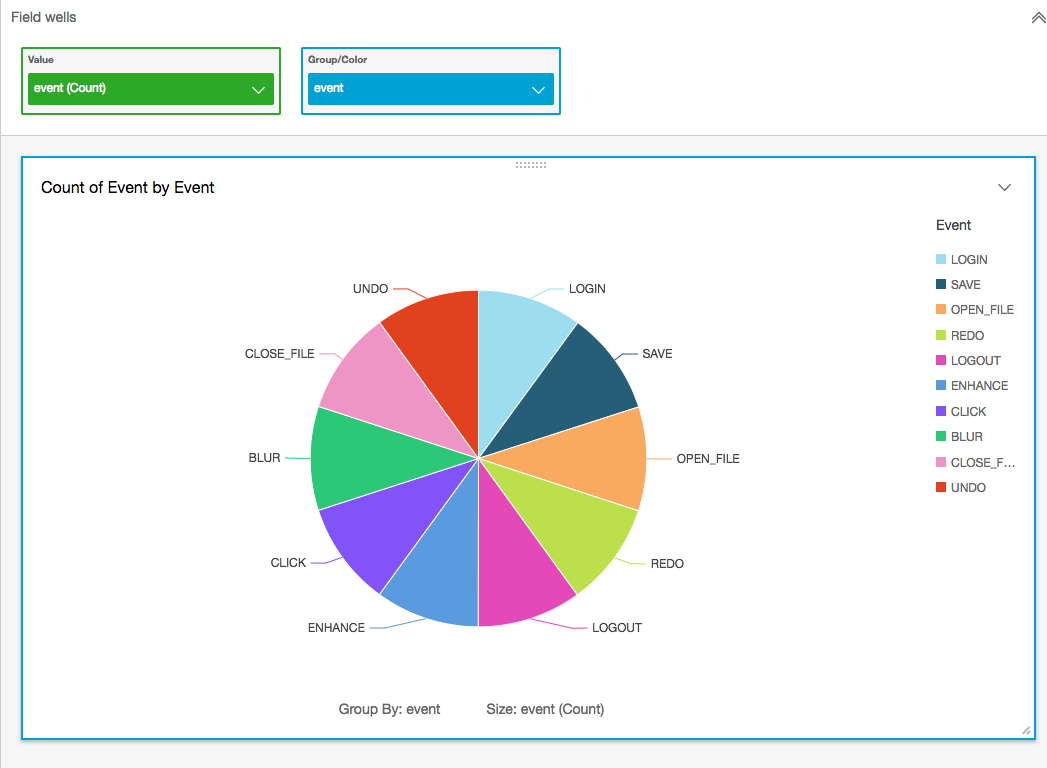 Field wells
Value
event (Count)
Group/Color
event
Count of Event by Event
Event
LOGIN
SAVE
OPEN_FILE
REDO
LOGOUT
ENHANCE
CLICK
BLUR
CLOSE_F...
UNDO
UNDO
LOGIN
CLOSE_FILE
SAVE
BLUR
OPEN_FILE
CLICK
REDO
ENHANCE
LOGOUT
Group By: event
Size: event (Count)